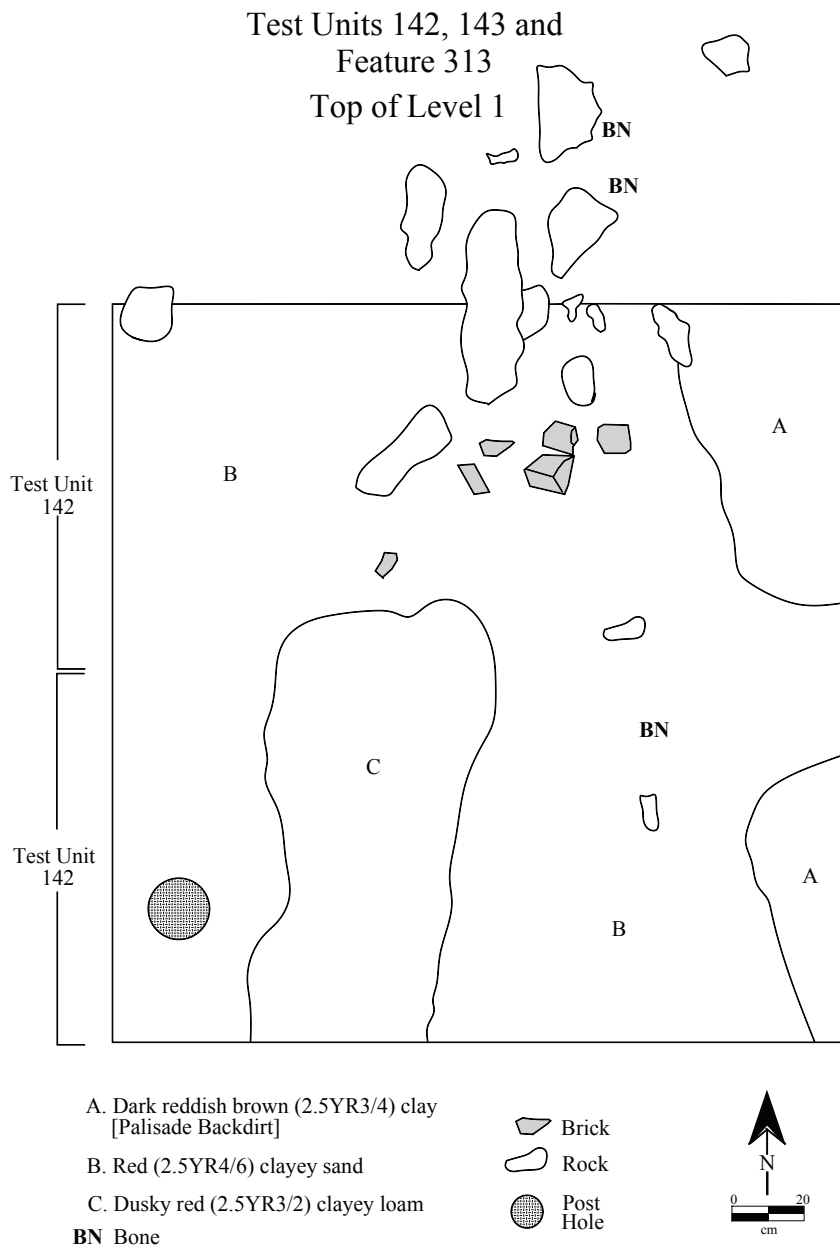 Test Units 142, 143 and
Feature 313
Top of Level 1
BN
BN
A
B
Test Unit
142
BN
C
Test Unit
142
A
B
A. Dark reddish brown (2.5YR3/4) clay
[Palisade Backdirt]
B. Red (2.5YR4/6) clayey sand
C. Dusky red (2.5YR3/2) clayey loam
BN Bone
Brick
Rock
Post
Hole
N
0 20
cm